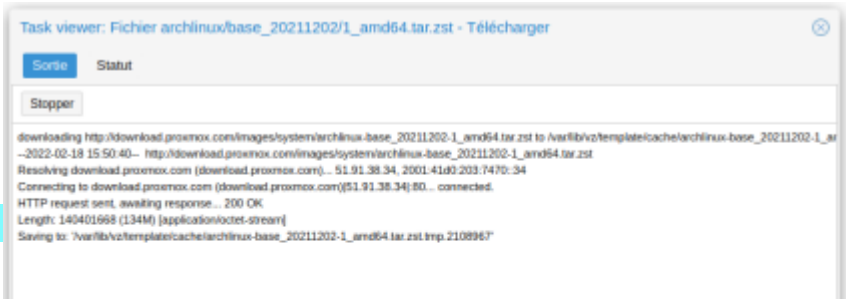 Task viewer: Fichier archlinux/base_20211202/1_amd64.tar.zst - Télécharger
Sortie Statut
Stopper
downloading http://download.proxmox.com/images/system/archlinux-base_20211202-1_amd64.tar.zst to /var/lib/vz/template/cache/archlinux-base_20211202-1_ar
--2022-02-18 15:50:40-- http://download.proxmox.com/images/system/archlinux-base_20211202-1_amd64.tar.zst
Resolving download.proxmox.com (download.proxmox.com)... 51.91.38.34, 2001:41d0:203:7470::34
Connecting to download.proxmox.com (download.proxmox.com)|51.91.38.34|:80... connected.
HTTP request sent, awaiting response... 200 OK
Length: 140401668 (134M) [application/octet-stream]
Saving to: '/var/lib/vz/template/cache/archlinux-base_20211202-1_amd64.tar.zst.tmp.2108967'